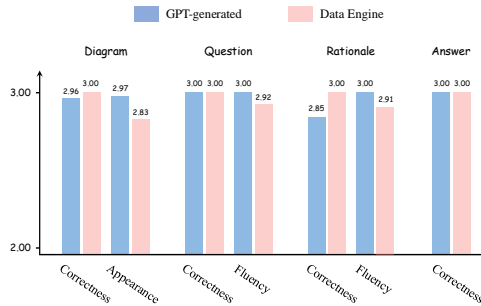 GPT-generated Data Engine
Diagram Question Rationale Answer
3.00
2.96 3.00 2.97 2.83 3.00 3.00 3.00 2.92 2.85 3.00 3.00 2.91 3.00 3.00
2.00
Correctness Appearance Correctness Fluency Correctness Fluency